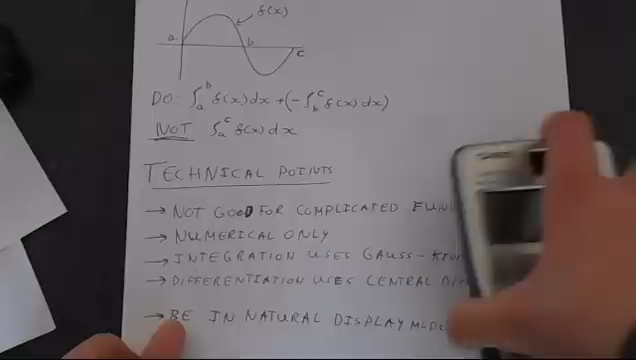 f(x)
a b c
DO: ∫ₐᵇ f(x)dx + (-∫_b^c f(x)dx)
NOT ∫ₐᶜ f(x)dx
TECHNICAL POINTS
→ NOT GOOD FOR COMPLICATED
→ NUMERICAL ONLY
→ INTEGRATION USES GAUSS-
→ DIFFERENTIATION USES CENTRAL
→ BE IN NATURAL DISPLAY MODE